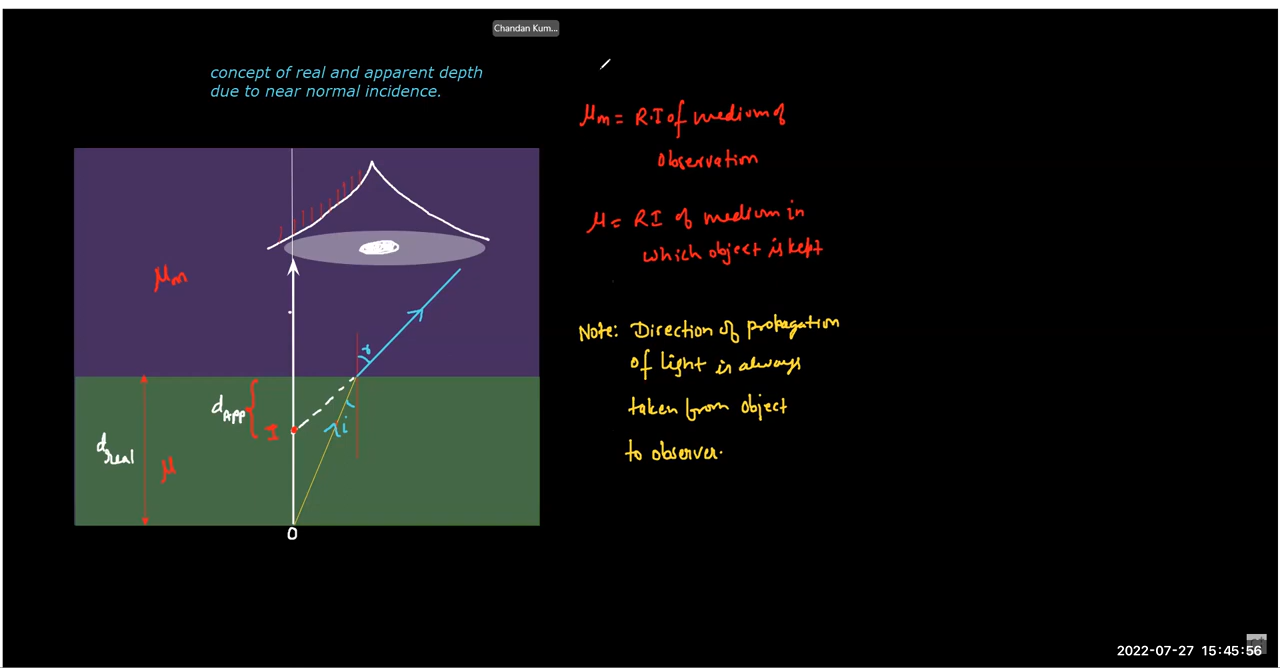 Chandan Kum...
concept of real and apparent depth
due to near normal incidence.
μm = R.I of medium of
observation
μ = RI of medium in
which object is kept
μm
Note: Direction of propagation
of light is always
taken from object
to observer.
r
dApp
I
i
dreal
μ
O
2022-07-27 15:45:56